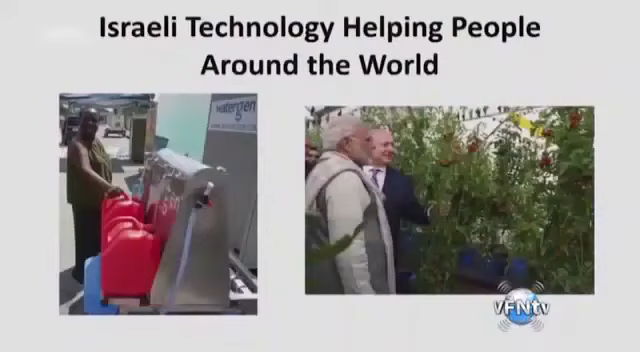 Israeli Technology Helping People
Around the World
watergen
VFNtv